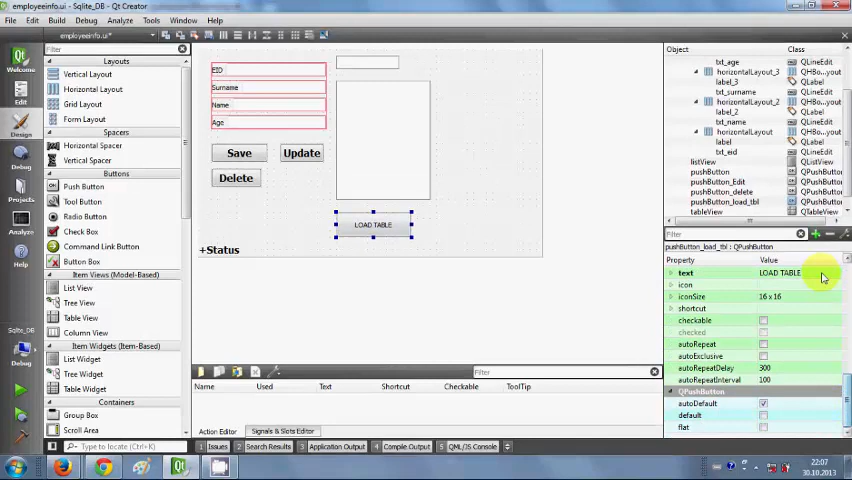 employeeinfo.ui - Sqlite_DB - Qt Creator
File Edit Build Debug Analyze Tools Window Help
employeeinfo.ui*
Welcome
Edit
Design
Debug
Projects
Analyze
Help
Sqlite_DB
Debug
Filter
Layouts
Vertical Layout
Horizontal Layout
Grid Layout
Form Layout
Spacers
Horizontal Spacer
Vertical Spacer
Buttons
Push Button
Tool Button
Radio Button
Check Box
Command Link Button
Button Box
Item Views (Model-Based)
List View
Tree View
Table View
Column View
Item Widgets (Item-Based)
List Widget
Tree Widget
Table Widget
Containers
Group Box
Scroll Area
EID
Surname
Name
Age
Save Update
Delete
LOAD TABLE
+Status
Filter
Name Used Text Shortcut Checkable ToolTip
Action Editor Signals & Slots Editor
Object Class
txt_age QLineEdit
horizontalLayout_3 QHBo...yout
label_3 QLabel
txt_surname QLineEdit
horizontalLayout_2 QHBo...yout
label_2 QLabel
txt_name QLineEdit
horizontalLayout QHBo...yout
label QLabel
txt_eid QLineEdit
listView QListView
pushButton QPushButton
pushButton_Edit QPushButton
pushButton_delete QPushButton
pushButton_load_tbl QPushButton
tableView QTableView
Filter
pushButton_load_tbl : QPushButton
Property Value
text LOAD TABLE
icon
iconSize 16 x 16
shortcut
checkable
checked
autoRepeat
autoExclusive
autoRepeatDelay 300
autoRepeatInterval 100
QPushButton
autoDefault
default
flat
Type to locate (Ctrl+K)
1 Issues 2 Search Results 3 Application Output 4 Compile Output 5 QML/JS Console
22:07
30.10.2013